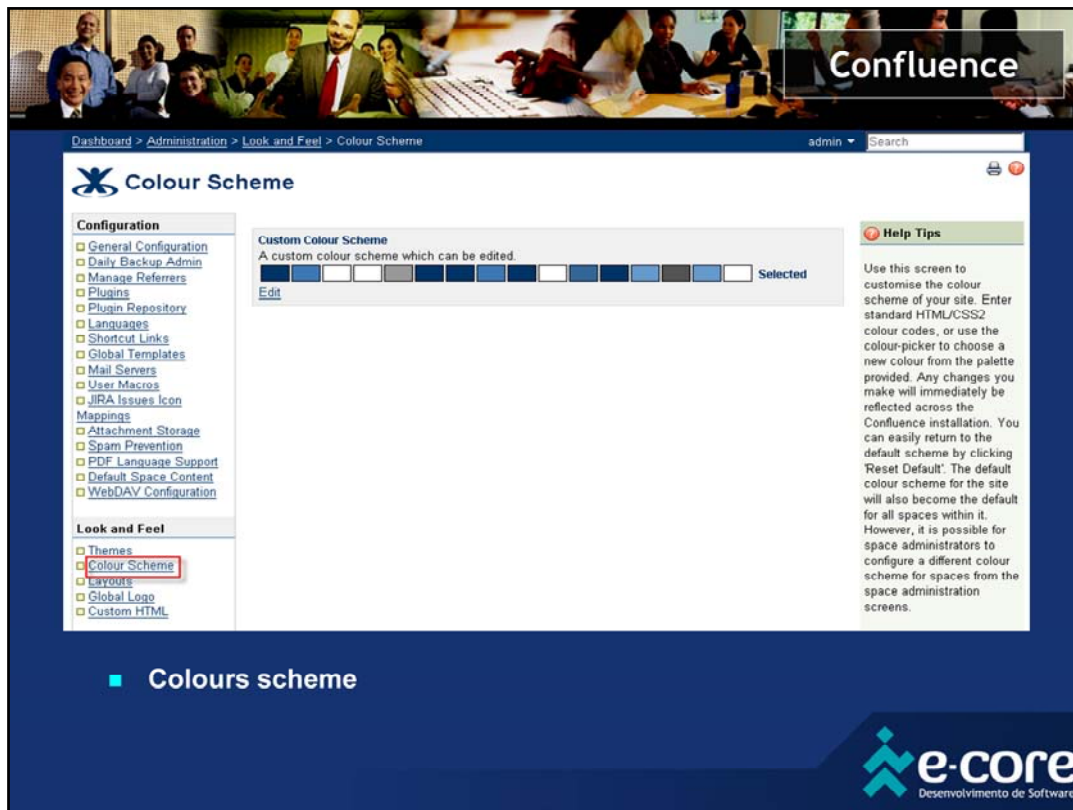 Confluence
Dashboard > Administration > Look and Feel > Colour Scheme
admin
Search
Colour Scheme
Configuration
General Configuration
Daily Backup Admin
Manage Referrers
Plugins
Plugin Repository
Languages
Shortcut Links
Global Templates
Mail Servers
User Macros
JIRA Issues Icon
Mappings
Attachment Storage
Spam Prevention
PDF Language Support
Default Space Content
WebDAV Configuration
Look and Feel
Themes
Colour Scheme
Layouts
Global Logo
Custom HTML
Custom Colour Scheme
A custom colour scheme which can be edited.
Selected
Edit
Help Tips
Use this screen to
customise the colour
scheme of your site. Enter
standard HTML/CSS2
colour codes, or use the
colour-picker to choose a
new colour from the palette
provided. Any changes you
make will immediately be
reflected across the
Confluence installation. You
can easily return to the
default scheme by clicking
'Reset Default'. The default
colour scheme for the site
will also become the default
for all spaces within it.
However, it is possible for
space administrators to
configure a different colour
scheme for spaces from the
space administration
screens.
Colours scheme
e-core
Desenvolvimento de Software